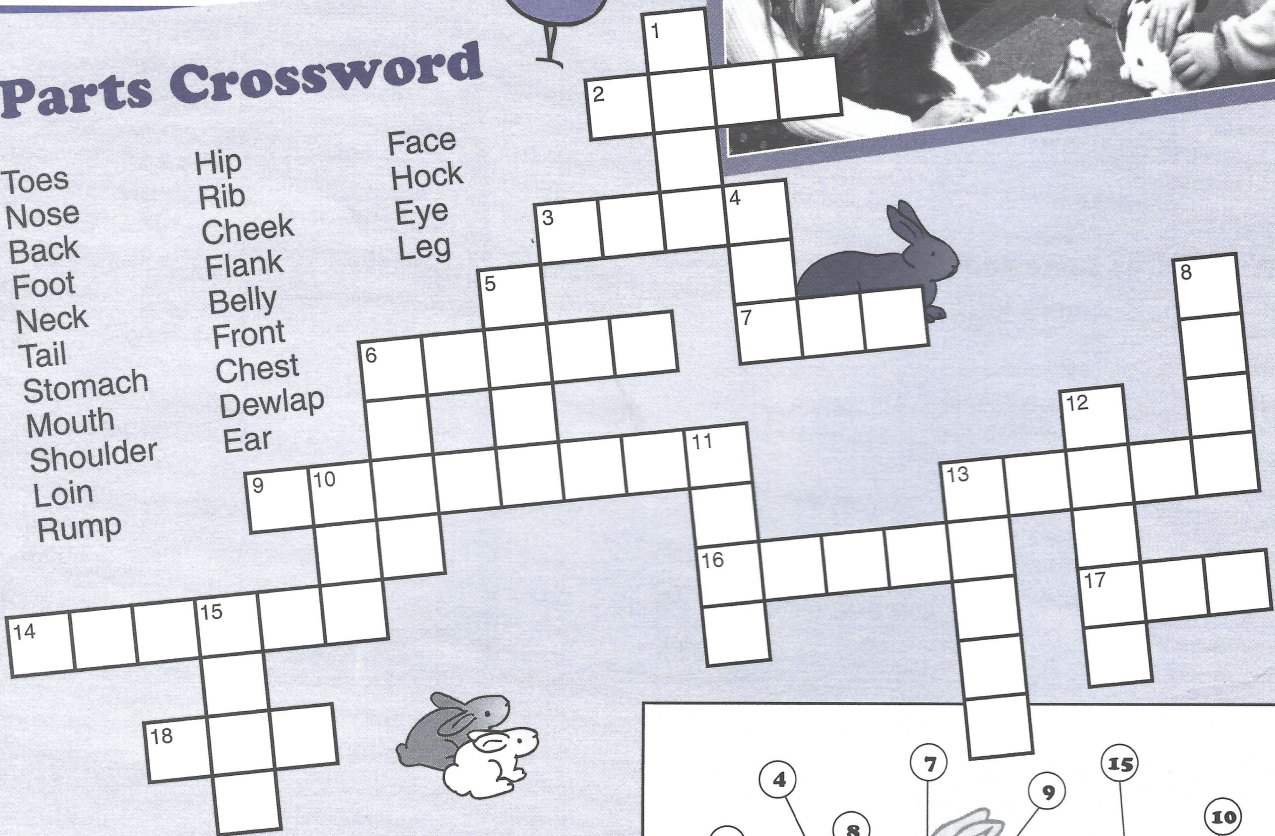 Parts Crossword
Toes
Nose
Back
Foot
Neck
Tail
Stomach
Mouth
Shoulder
Loin
Rump
Hip
Rib
Cheek
Flank
Belly
Front
Chest
Dewlap
Ear
Face
Hock
Eye
Leg
1
2
3
4
5
6
7
8
9
10
11
12
13
14
15
16
17
18
4
8
7
9
15
10